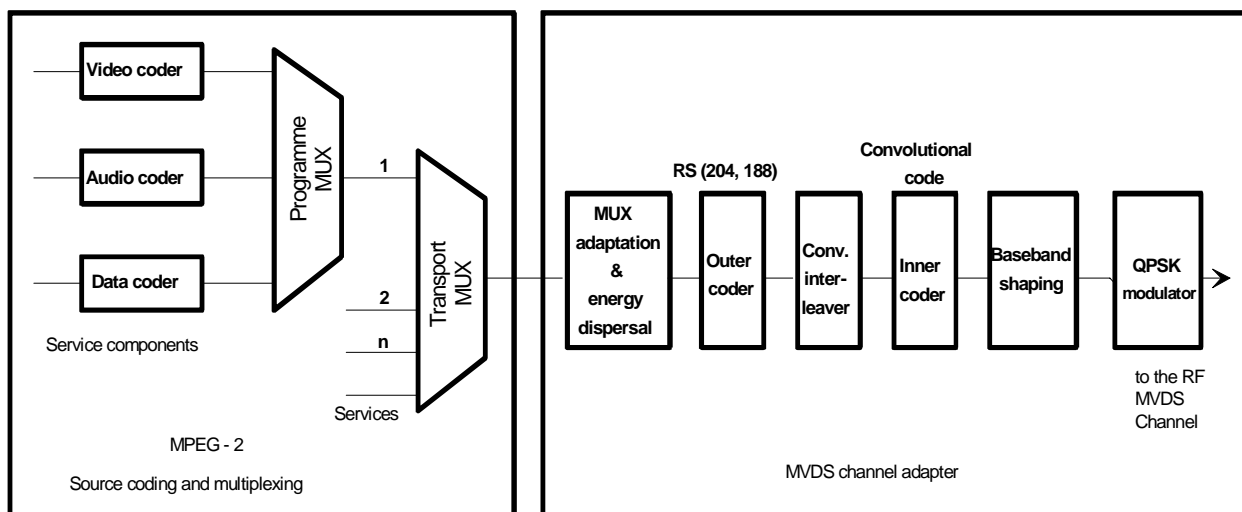 Video coder
Audio coder
Data coder
Service components
Programme
MUX
1
2
n
Services
Transport
MUX
MPEG - 2
Source coding and multiplexing
MUX
adaptation
&
energy
dispersal
RS (204, 188)
Outer
coder
Conv.
inter-
leaver
Convolutional
code
Inner
coder
Baseband
shaping
QPSK
modulator
to the RF
MVDS
Channel
MVDS channel adapter